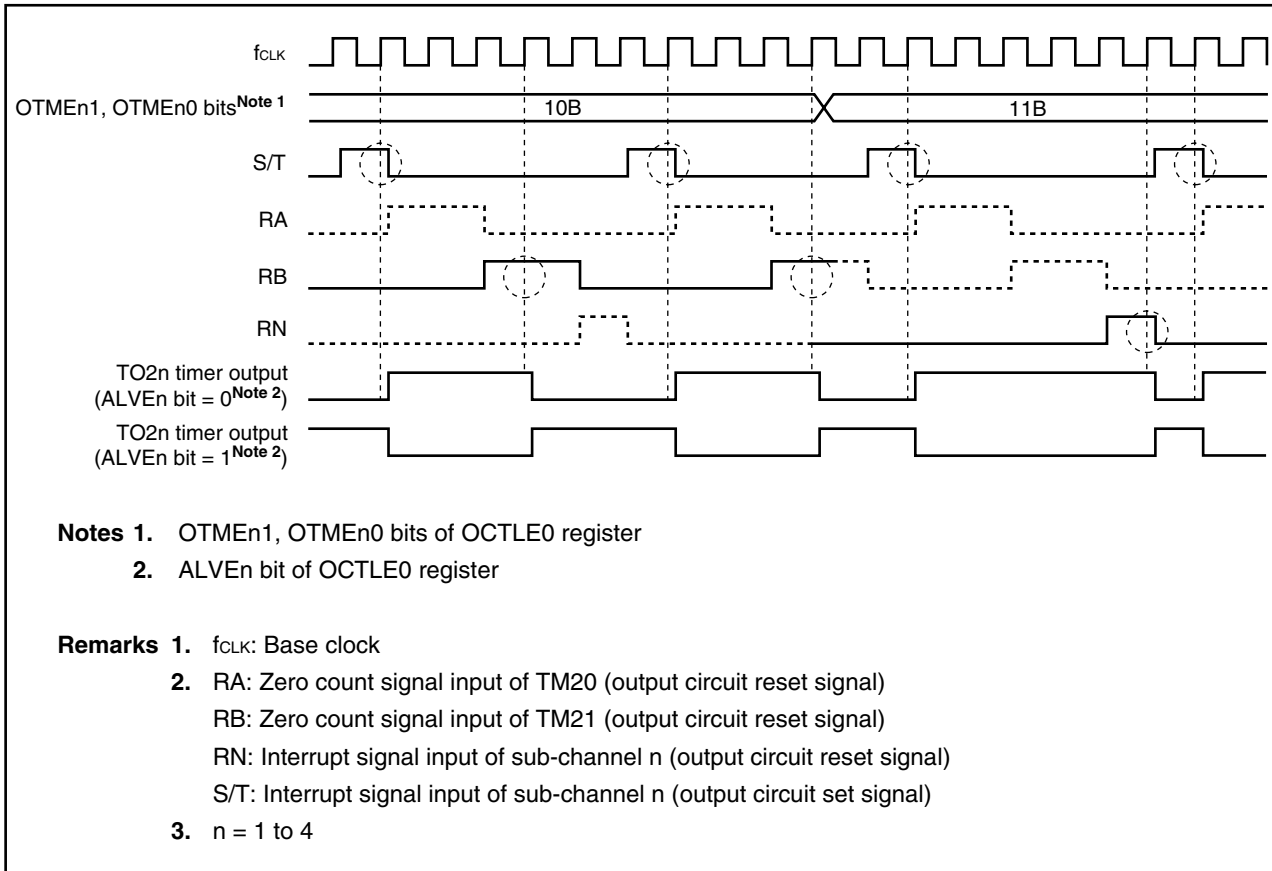 fCLK
OTMEn1, OTMEn0 bitsNote 1
10B
11B
S/T
RA
RB
RN
TO2n timer output
(ALVEn bit = 0Note 2)
TO2n timer output
(ALVEn bit = 1Note 2)
Notes 1. OTMEn1, OTMEn0 bits of OCTLE0 register
2. ALVEn bit of OCTLE0 register
Remarks 1. fCLK: Base clock
2. RA: Zero count signal input of TM20 (output circuit reset signal)
RB: Zero count signal input of TM21 (output circuit reset signal)
RN: Interrupt signal input of sub-channel n (output circuit reset signal)
S/T: Interrupt signal input of sub-channel n (output circuit set signal)
3. n = 1 to 4